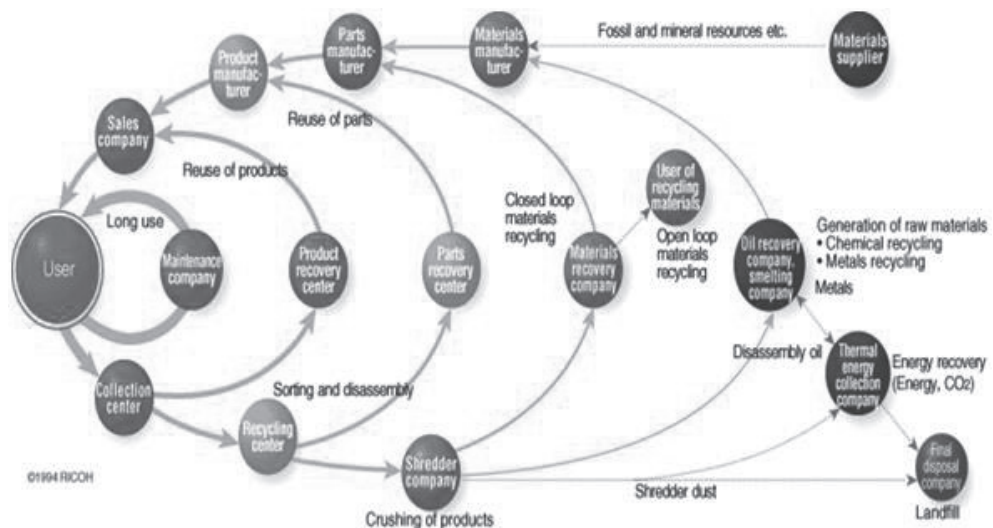 Fossil and mineral resources etc.
Materials
supplier
Materials
manufac-
turer
Parts
manufac-
turer
Product
manufac-
turer
Sales
company
Reuse of parts
Reuse of products
Long use
User
Maintenance
company
Product
recovery
center
Parts
recovery
center
Closed loop
materials
recycling
Materials
recovery
company
User of
recycling
materials
Open loop
materials
recycling
Oil recovery
company,
smelting
company
Generation of raw materials
• Chemical recycling
• Metals recycling
Metals
Disassembly oil
Thermal
energy
collection
company
Energy recovery
(Energy, CO2)
Collection
center
Sorting and disassembly
Recycling
center
Shredder
company
Crushing of products
Shredder dust
Final
disposal
company
Landfill
©1994 RICOH